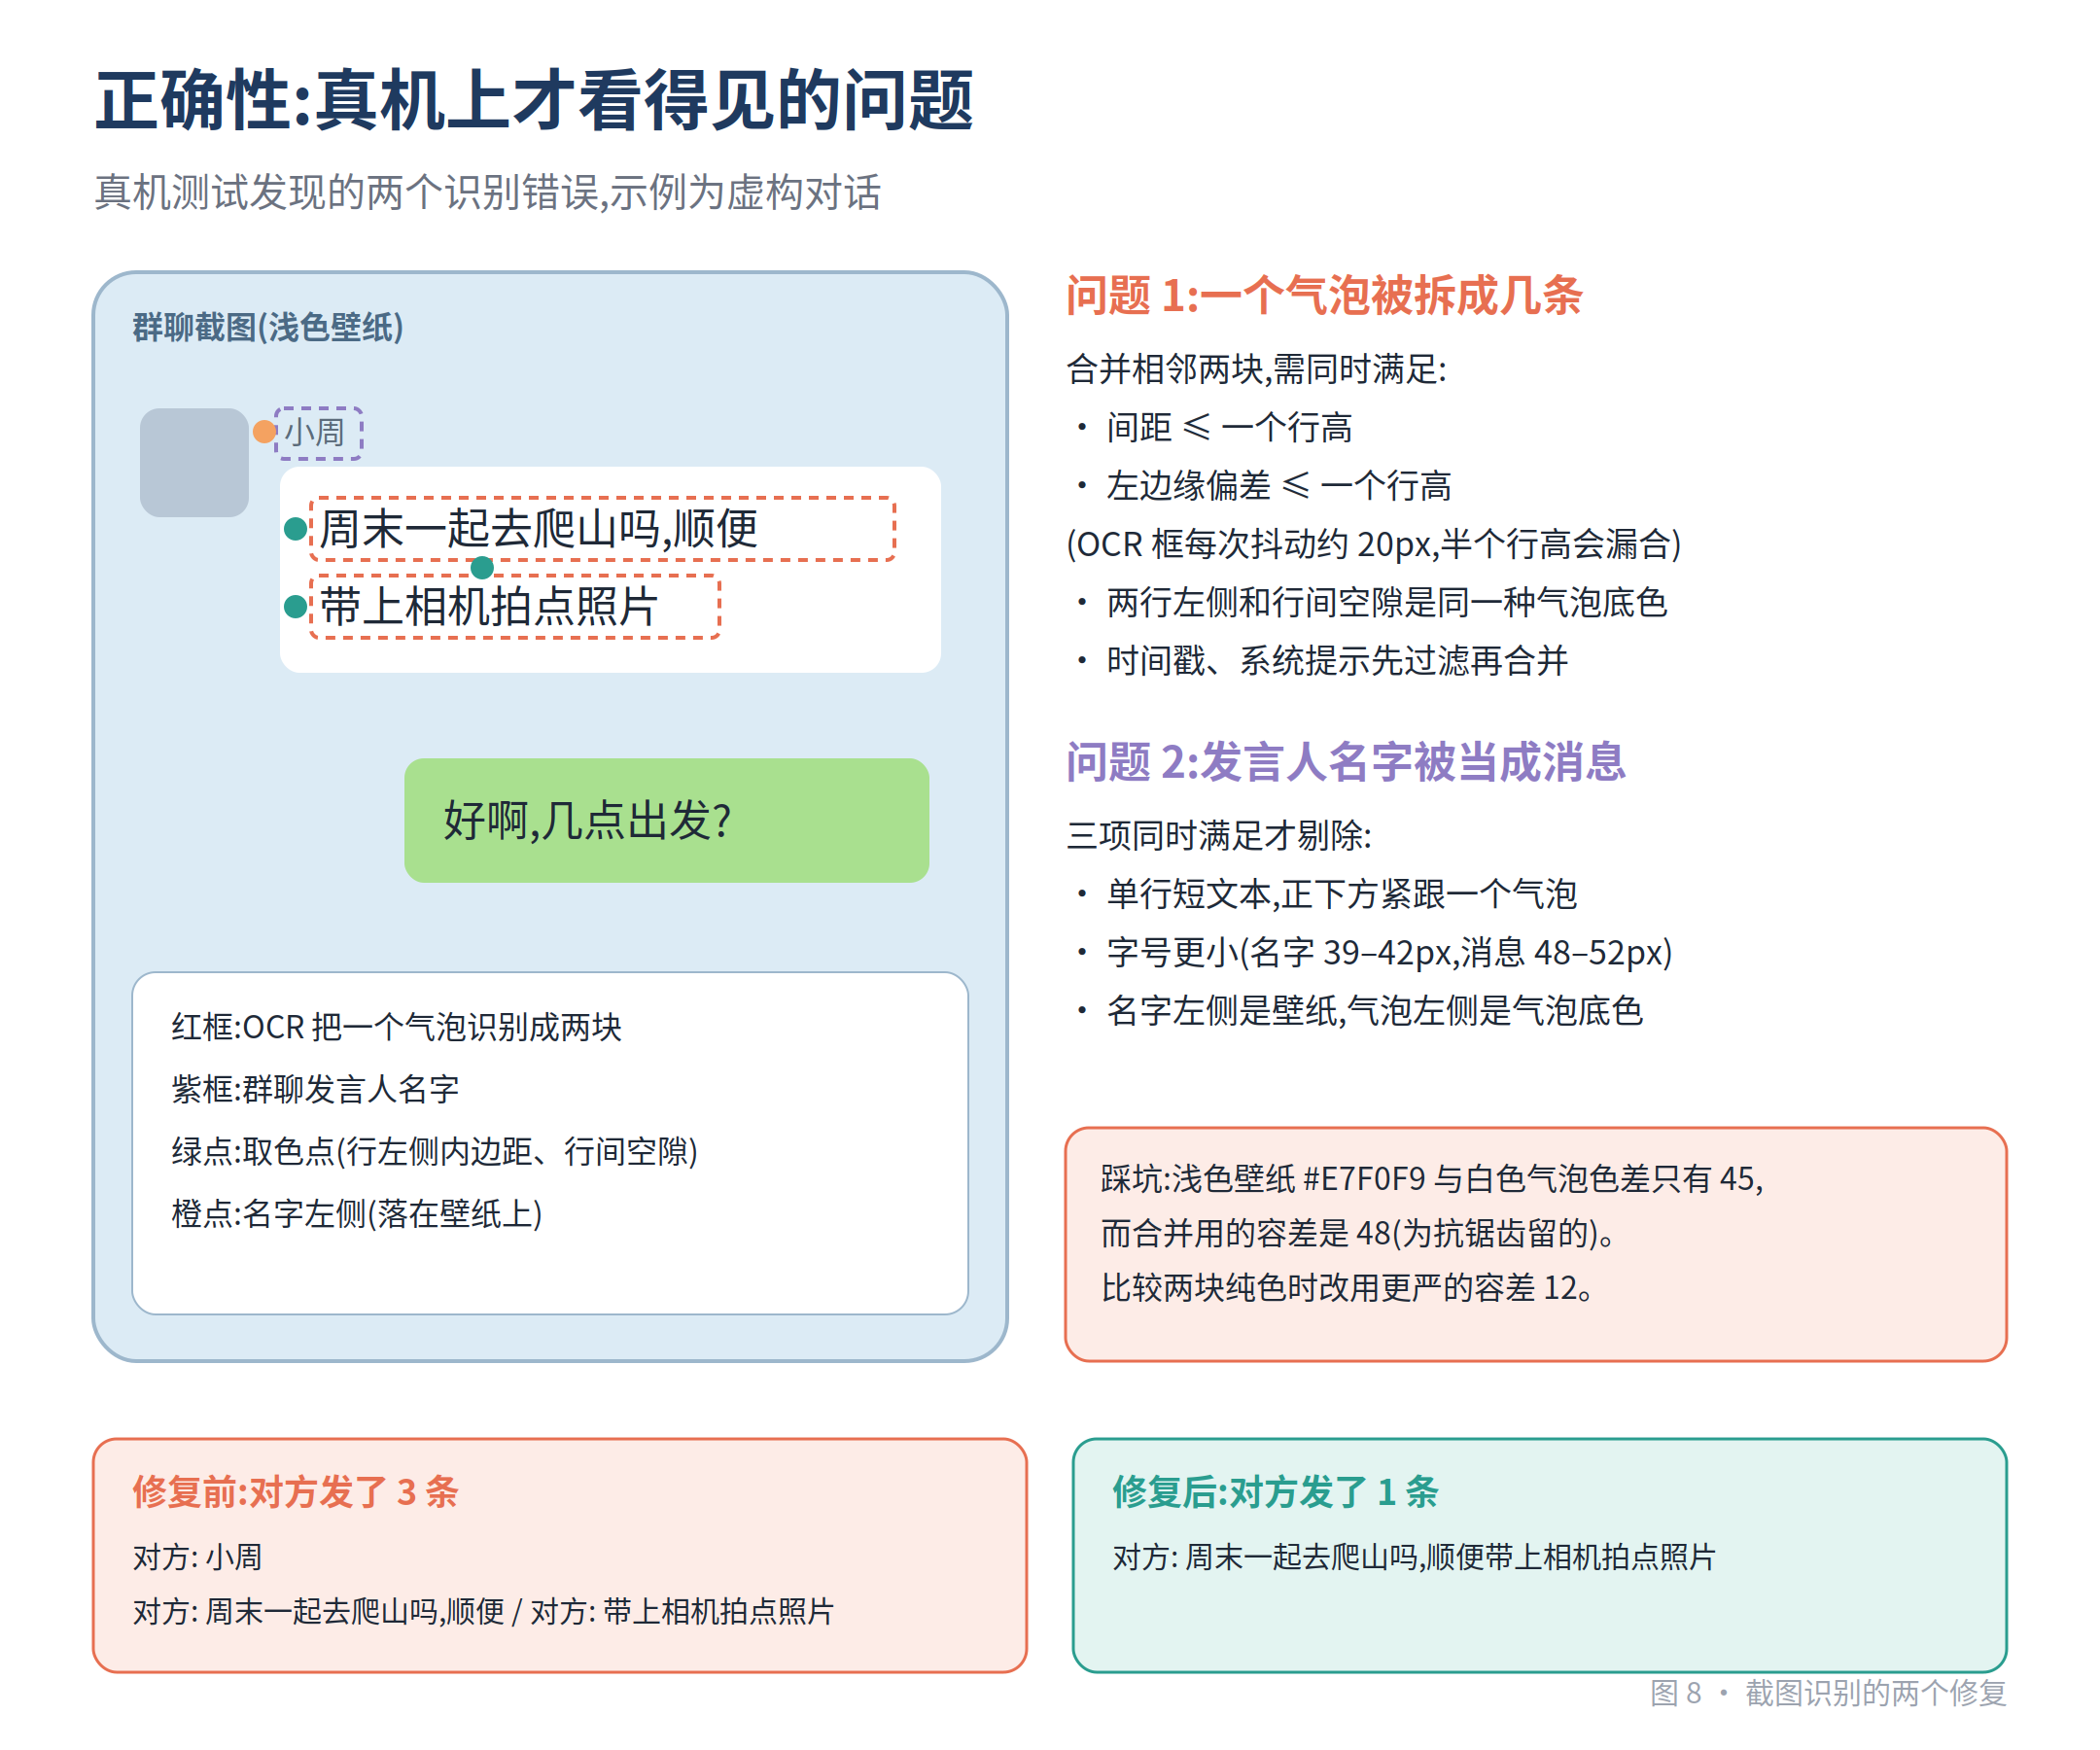 正确性:真机上才看得见的问题
真机测试发现的两个识别错误,示例为虚构对话
群聊截图(浅色壁纸)
小周
周末一起去爬山吗,顺便
带上相机拍点照片
好啊,几点出发?
红框:OCR 把一个气泡识别成两块
紫框:群聊发言人名字
绿点:取色点(行左侧内边距、行间空隙)
橙点:名字左侧(落在壁纸上)
问题 1:一个气泡被拆成几条
合并相邻两块,需同时满足:
· 间距 ≤ 一个行高
· 左边缘偏差 ≤ 一个行高
(OCR 框每次抖动约 20px,半个行高会漏合)
· 两行左侧和行间空隙是同一种气泡底色
· 时间戳、系统提示先过滤再合并
问题 2:发言人名字被当成消息
三项同时满足才剔除:
· 单行短文本,正下方紧跟一个气泡
· 字号更小(名字 39–42px,消息 48–52px)
· 名字左侧是壁纸,气泡左侧是气泡底色
踩坑:浅色壁纸 #E7F0F9 与白色气泡色差只有 45,
而合并用的容差是 48(为抗锯齿留的)。
比较两块纯色时改用更严的容差 12。
修复前:对方发了 3 条
对方: 小周
对方: 周末一起去爬山吗,顺便 / 对方: 带上相机拍点照片
修复后:对方发了 1 条
对方: 周末一起去爬山吗,顺便带上相机拍点照片
图 8 · 截图识别的两个修复